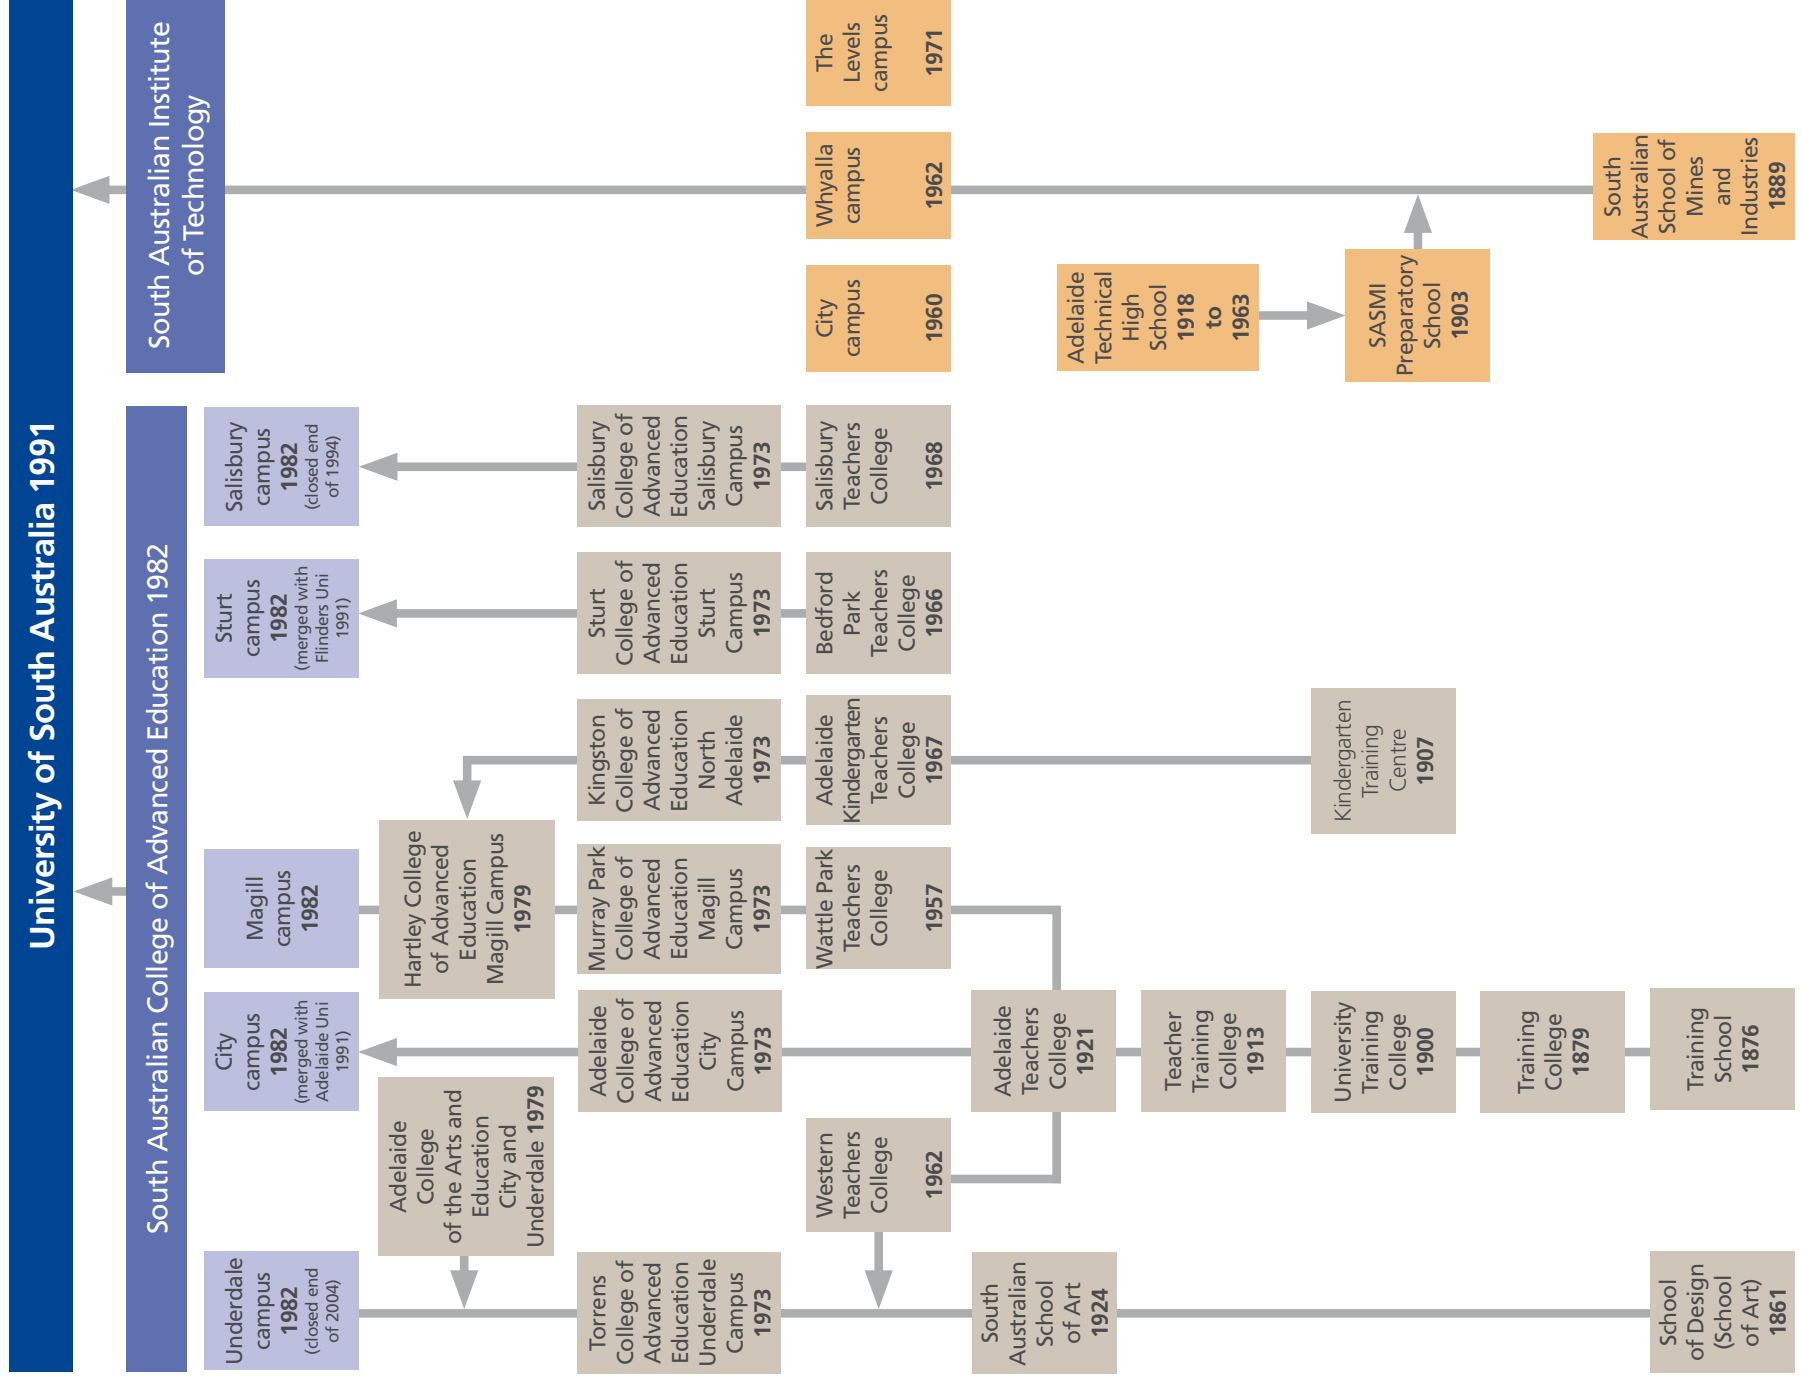 University of South Australia 1991
South Australian College of Advanced Education 1982
South Australian Institute
of Technology
Underdale
campus
1982
(closed end
of 2004)
City
campus
1982
(merged with
Adelaide Uni
1991)
Magill
campus
1982
Sturt
campus
1982
(merged with
Flinders Uni
1991)
Salisbury
campus
1982
(closed end
of 1994)
Adelaide
College
of the Arts and
Education
City and
Underdale 1979
Hartley College
of Advanced
Education
Magill Campus
1979
Torrens
College of
Advanced
Education
Underdale
Campus
1973
Adelaide
College of
Advanced
Education
City
Campus
1973
Murray Park
College of
Advanced
Education
Magill
Campus
1973
Kingston
College of
Advanced
Education
North
Adelaide
1973
Sturt
College of
Advanced
Education
Sturt
Campus
1973
Salisbury
College of
Advanced
Education
Salisbury
Campus
1973
Western
Teachers
College
1962
Wattle Park
Teachers
College
1957
Adelaide
Kindergarten
Teachers
College
1967
Bedford
Park
Teachers
College
1966
Salisbury
Teachers
College
1968
City
campus
1960
Whyalla
campus
1962
The
Levels
campus
1971
South
Australian
School
of Art
1924
Adelaide
Teachers
College
1921
Adelaide
Technical
High
School
1918
to
1963
Teacher
Training
College
1913
University
Training
College
1900
Kindergarten
Training
Centre
1907
SASMI
Preparatory
School
1903
Training
College
1879
South
Australian
School of
Mines
and
Industries
1889
School
of Design
(School
of Art)
1861
Training
School
1876